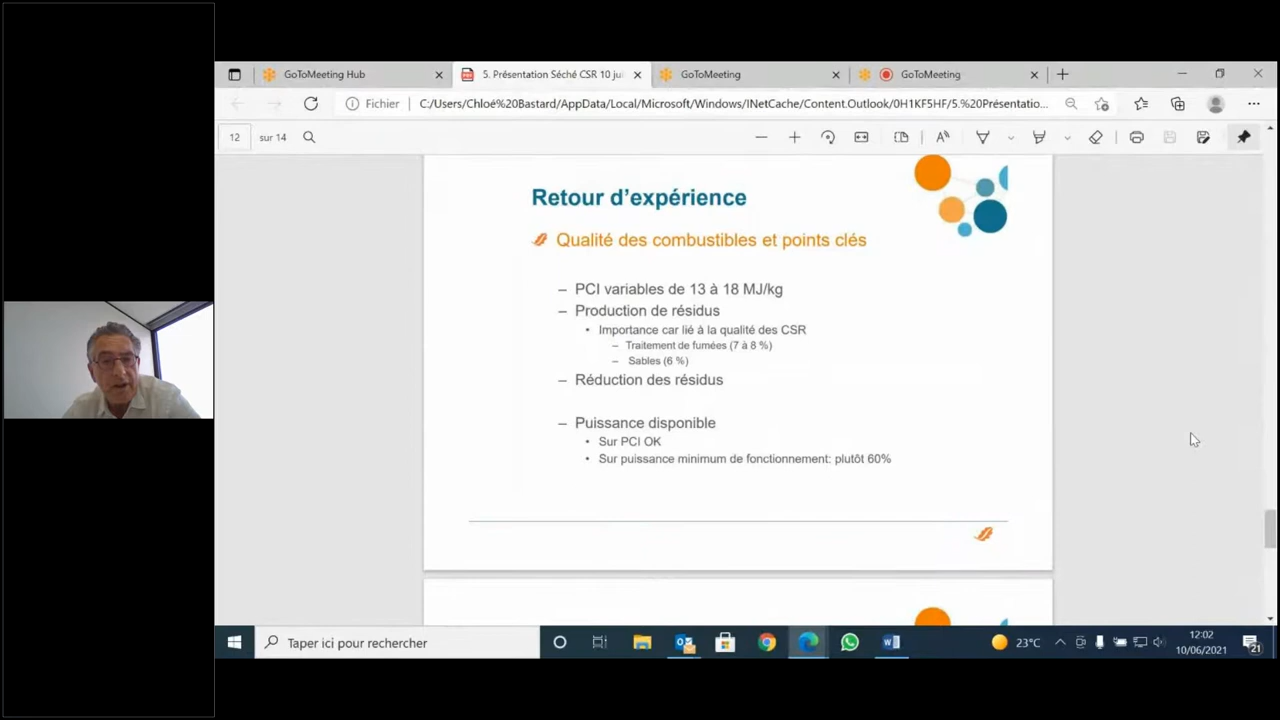 GoToMeeting Hub
5. Présentation Séché CSR 10 jui
GoToMeeting
GoToMeeting
Fichier
C:/Users/Chloé%20Bastard/AppData/Local/Microsoft/Windows/INetCache/Content.Outlook/0H1KF5HF/5.%20Présentatio...
12 sur 14
Retour d'expérience
Qualité des combustibles et points clés
– PCI variables de 13 à 18 MJ/kg
– Production de résidus
• Importance car lié à la qualité des CSR
– Traitement de fumées (7 à 8 %)
– Sables (6 %)
– Réduction des résidus
– Puissance disponible
• Sur PCI OK
• Sur puissance minimum de fonctionnement: plutôt 60%
Taper ici pour rechercher
23°C
12:02
10/06/2021
21